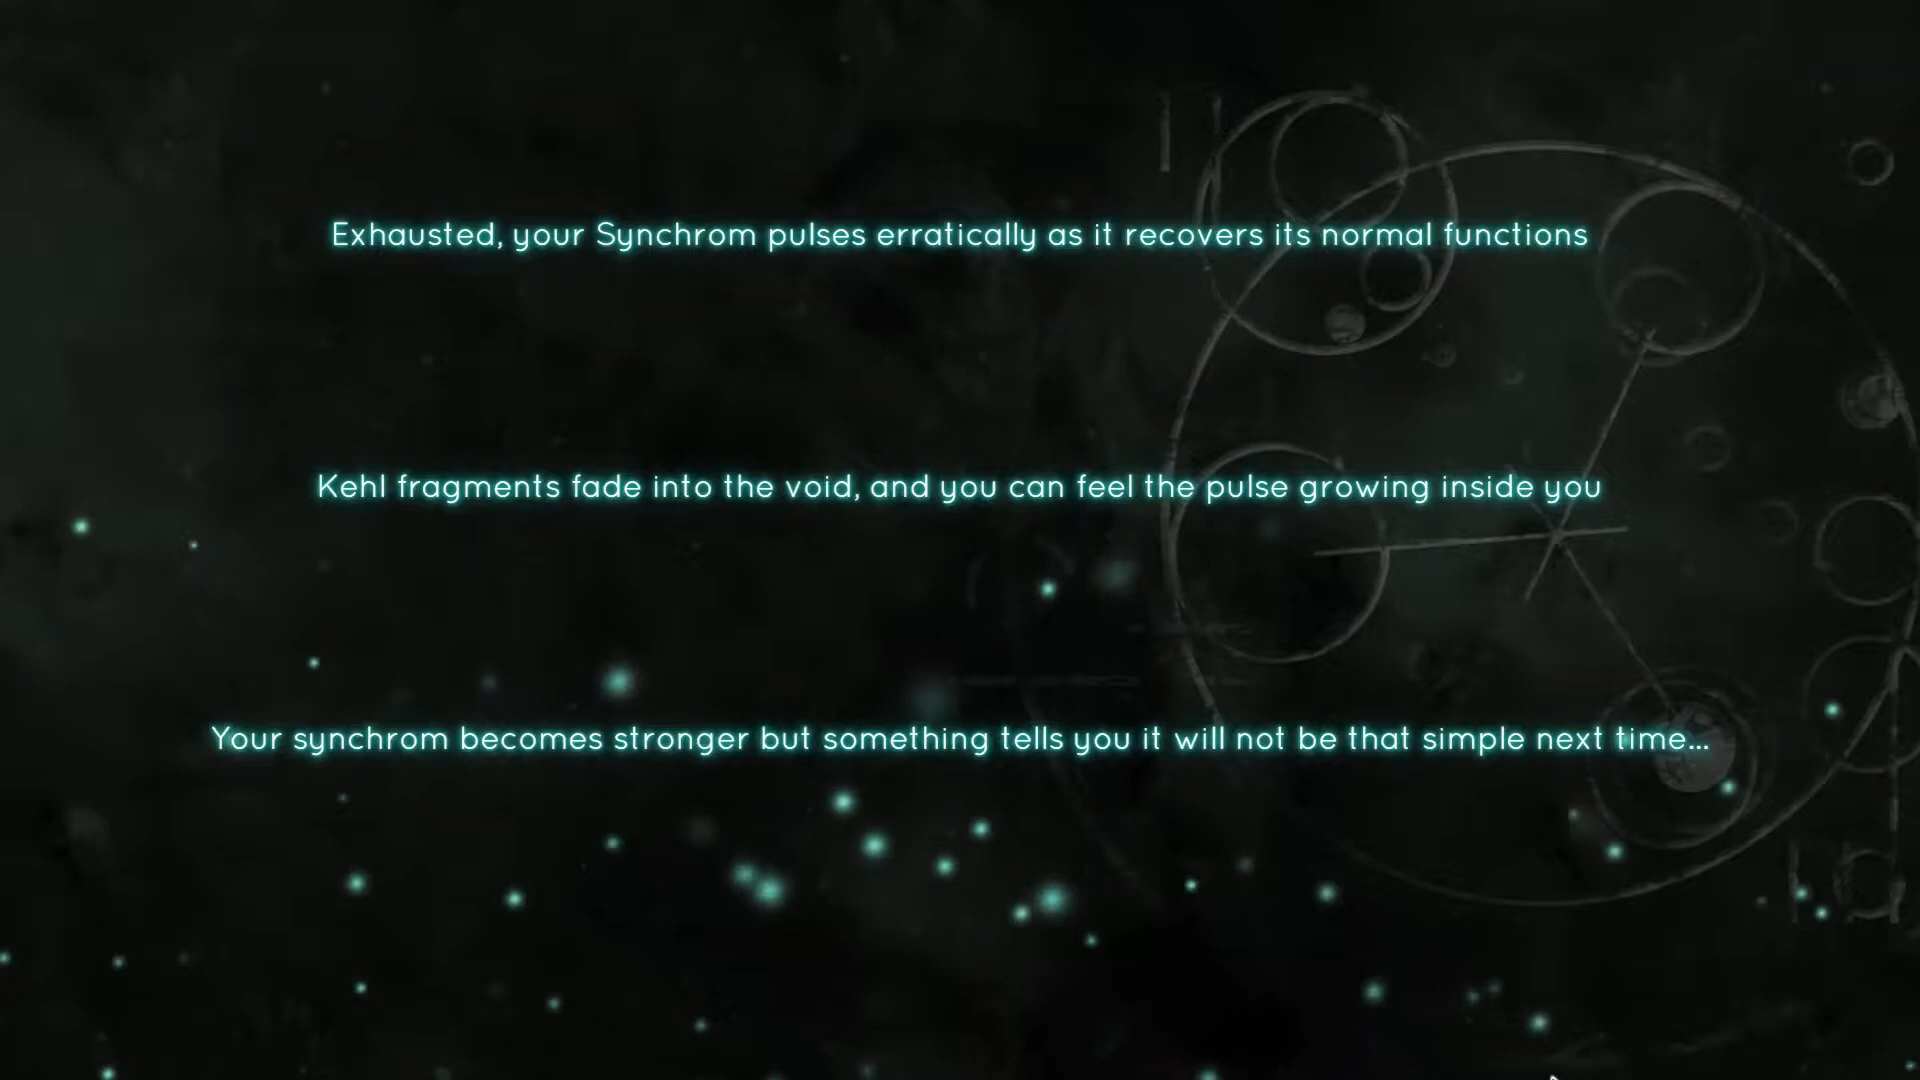 Exhausted, your Synchrom pulses erratically as it recovers its normal functions
Kehl fragments fade into the void, and you can feel the pulse growing inside you
Your synchrom becomes stronger but something tells you it will not be that simple next time...